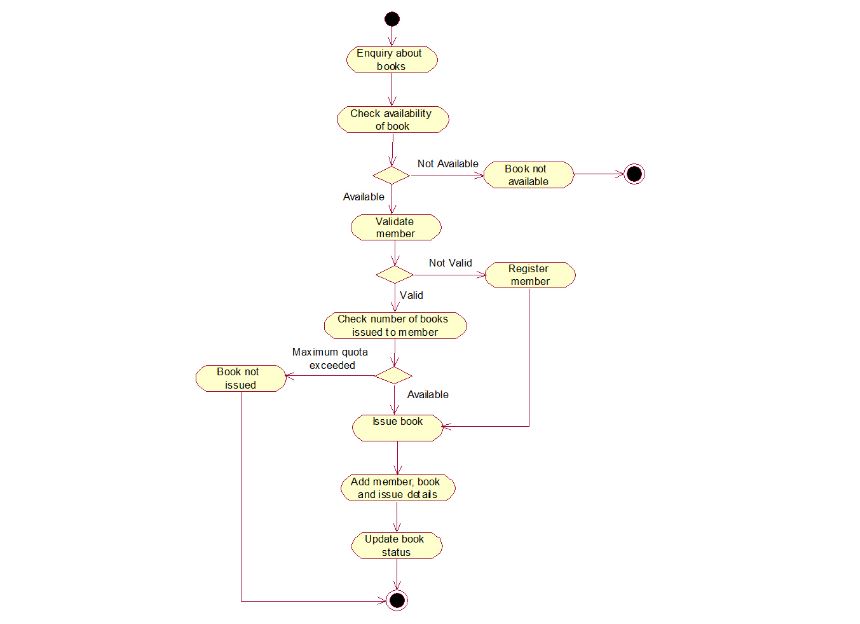 Enquiry about
books
Check availability
of book
Not Available
Book not
available
Available
Validate
member
Not Valid
Register
member
Valid
Check number of books
issued to member
Maximum quota
exceeded
Book not
issued
Available
Issue book
Add member, book
and issue details
Update book
status